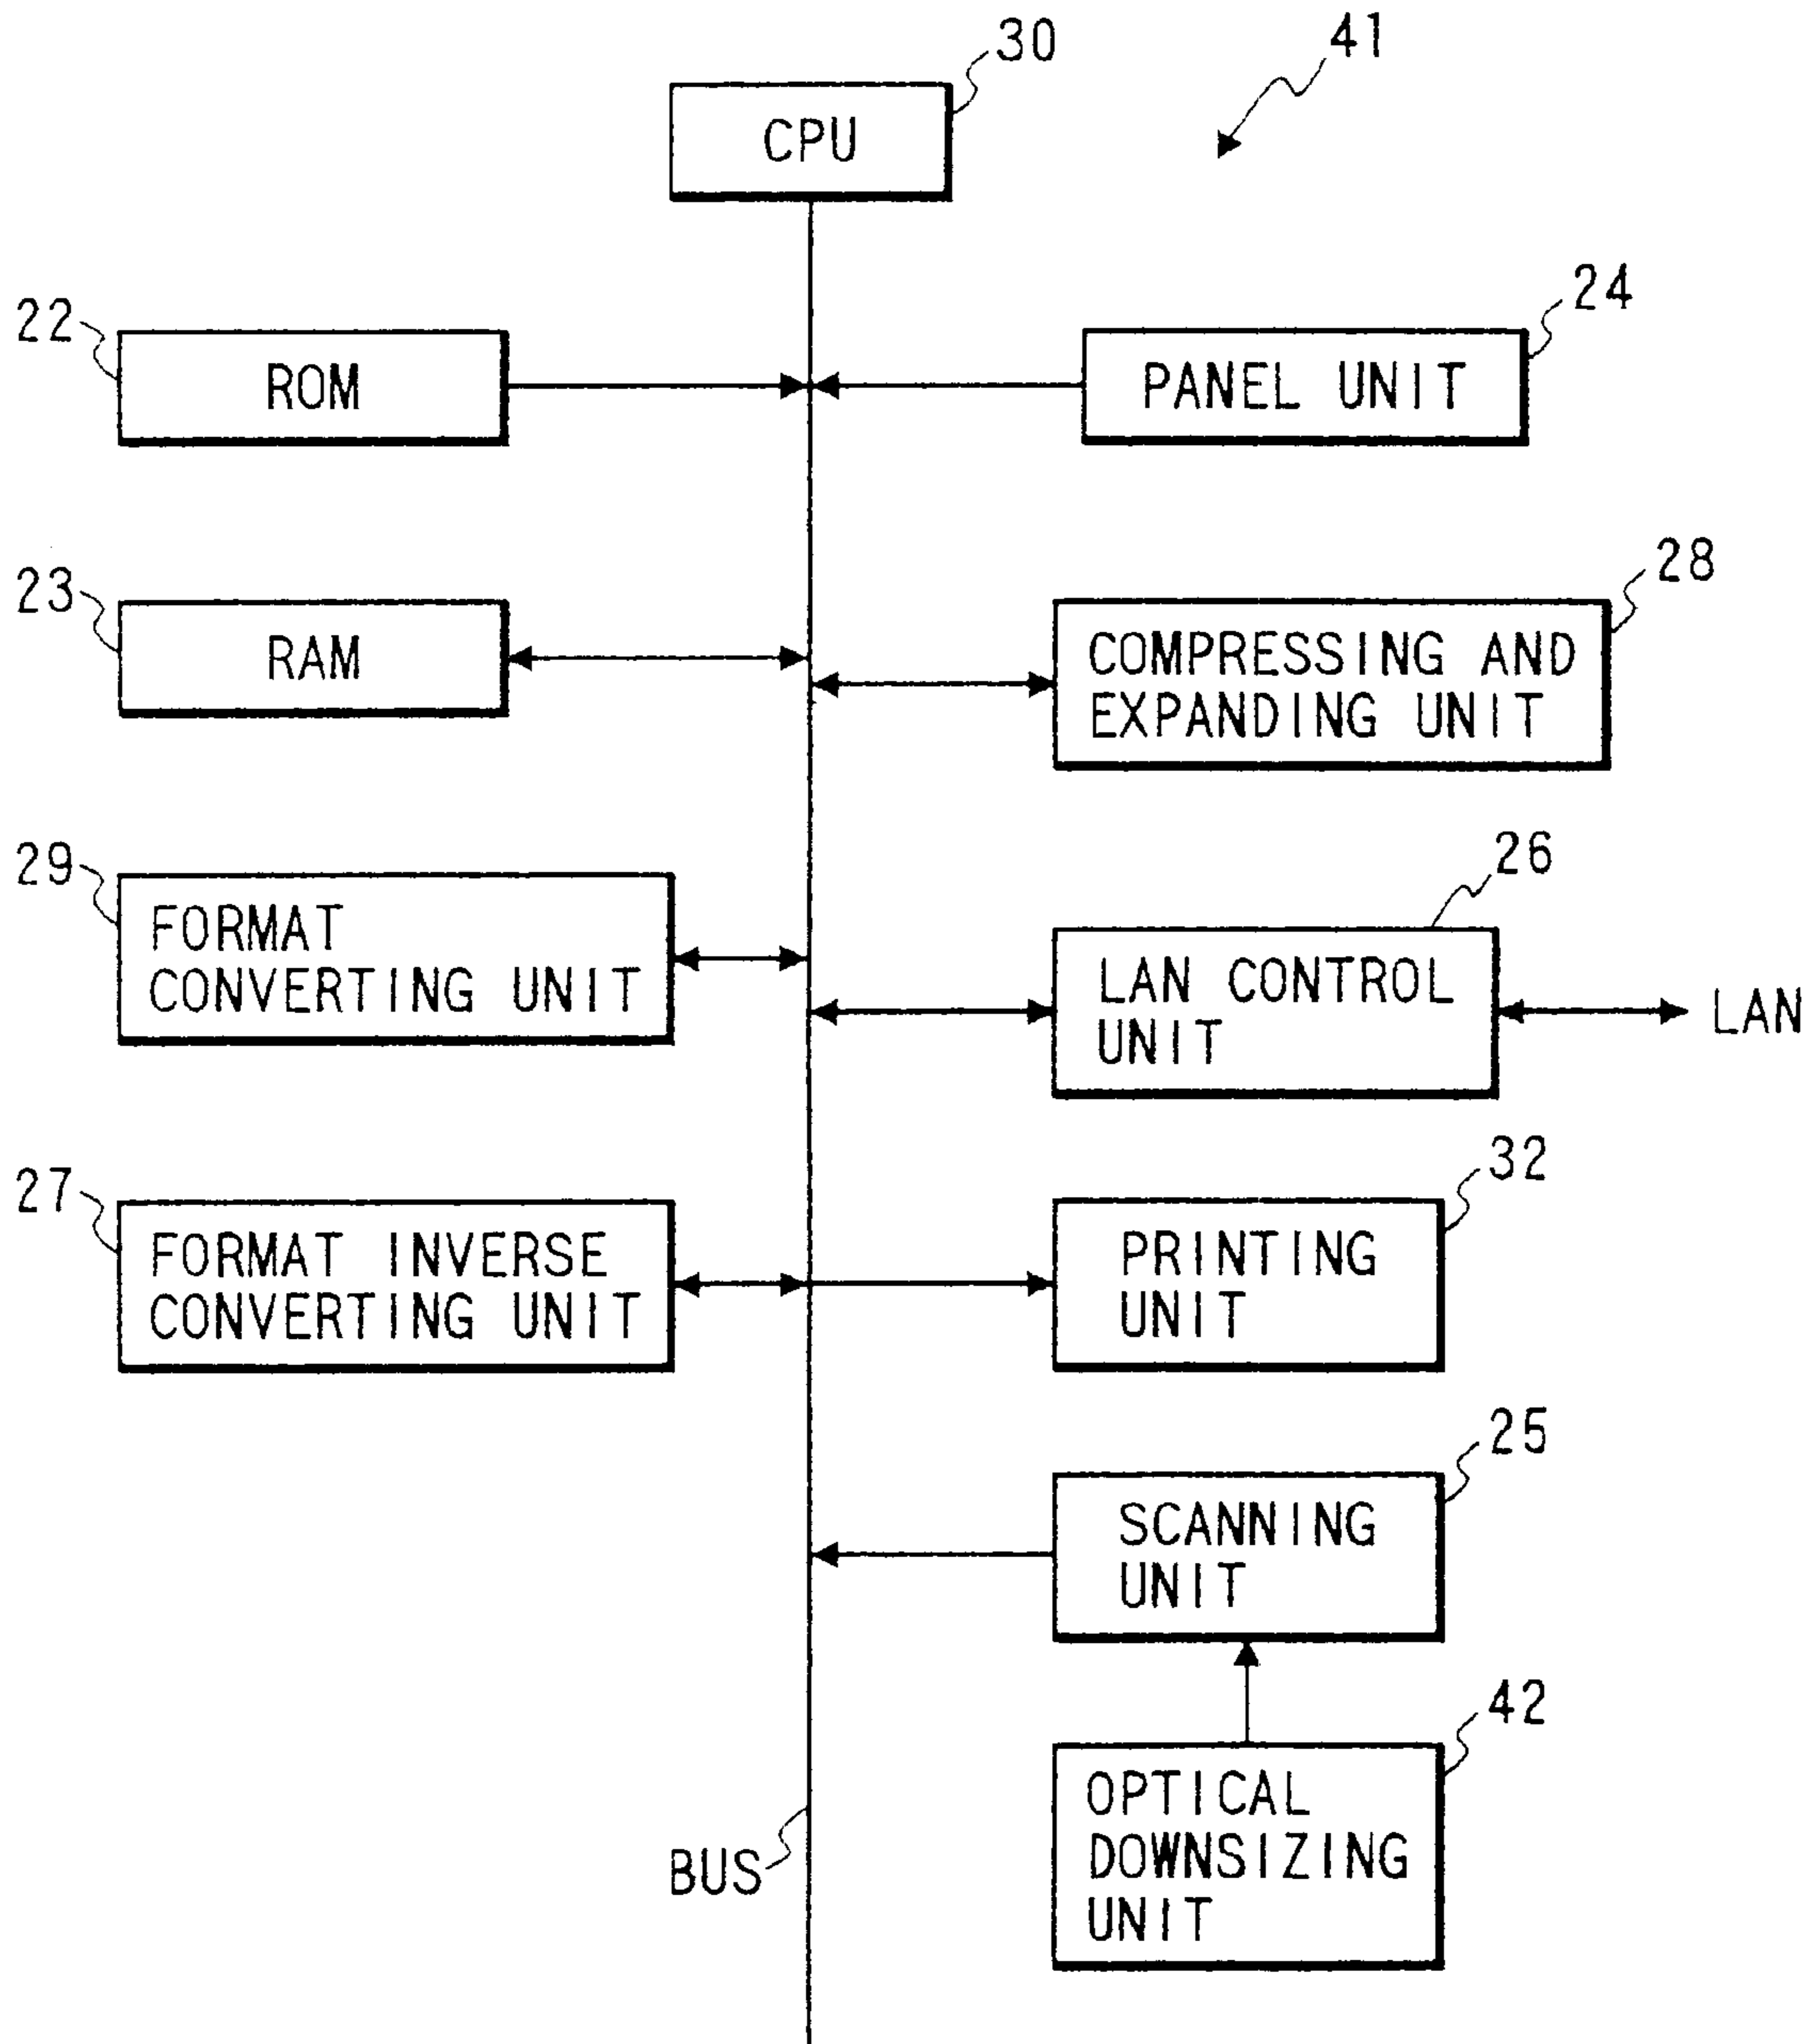 30
41
CPU
22
ROM
24
PANEL UNIT
23
RAM
28
COMPRESSING AND
EXPANDING UNIT
29
FORMAT
CONVERTING UNIT
26
LAN CONTROL
UNIT
LAN
27
FORMAT INVERSE
CONVERTING UNIT
32
PRINTING
UNIT
25
SCANNING
UNIT
42
OPTICAL
DOWNSIZING
UNIT
BUS